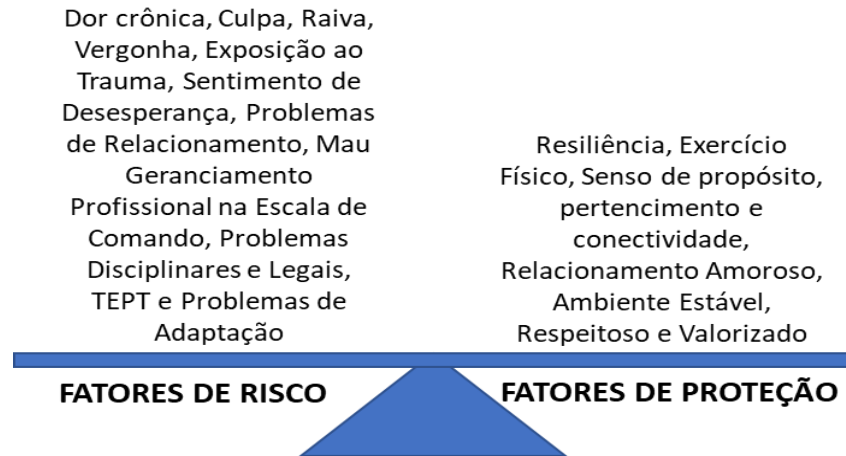 Dor crônica, Culpa, Raiva,
Vergonha, Exposição ao
Trauma, Sentimento de
Desesperança, Problemas
de Relacionamento, Mau
Geranciamento
Profissional na Escala de
Comando, Problemas
Disciplinares e Legais,
TEPT e Problemas de
Adaptação
FATORES DE RISCO
Resiliência, Exercício
Físico, Senso de propósito,
pertencimento e
conectividade,
Relacionamento Amoroso,
Ambiente Estável,
Respeitoso e Valorizado
FATORES DE PROTEÇÃO